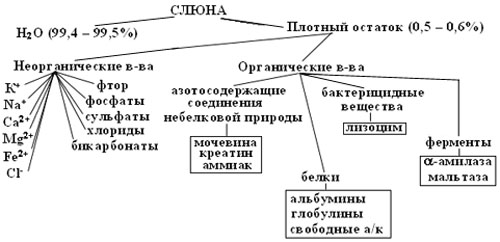 СЛЮНА
H2O (99,4 – 99,5%)
Плотный остаток (0,5 – 0,6%)
Неорганические в-ва
K⁺
Na⁺
Ca²⁺
Mg²⁺
Fe²⁺
Cl⁻
фтор
фосфаты
сульфаты
хлориды
бикарбонаты
Органические в-ва
азотосодержащие
соединения
небелковой природы
мочевина
креатин
аммиак
бактерицидные
вещества
лизоцим
белки
альбумины
глобулины
свободные а/к
ферменты
α-амилаза
мальтаза